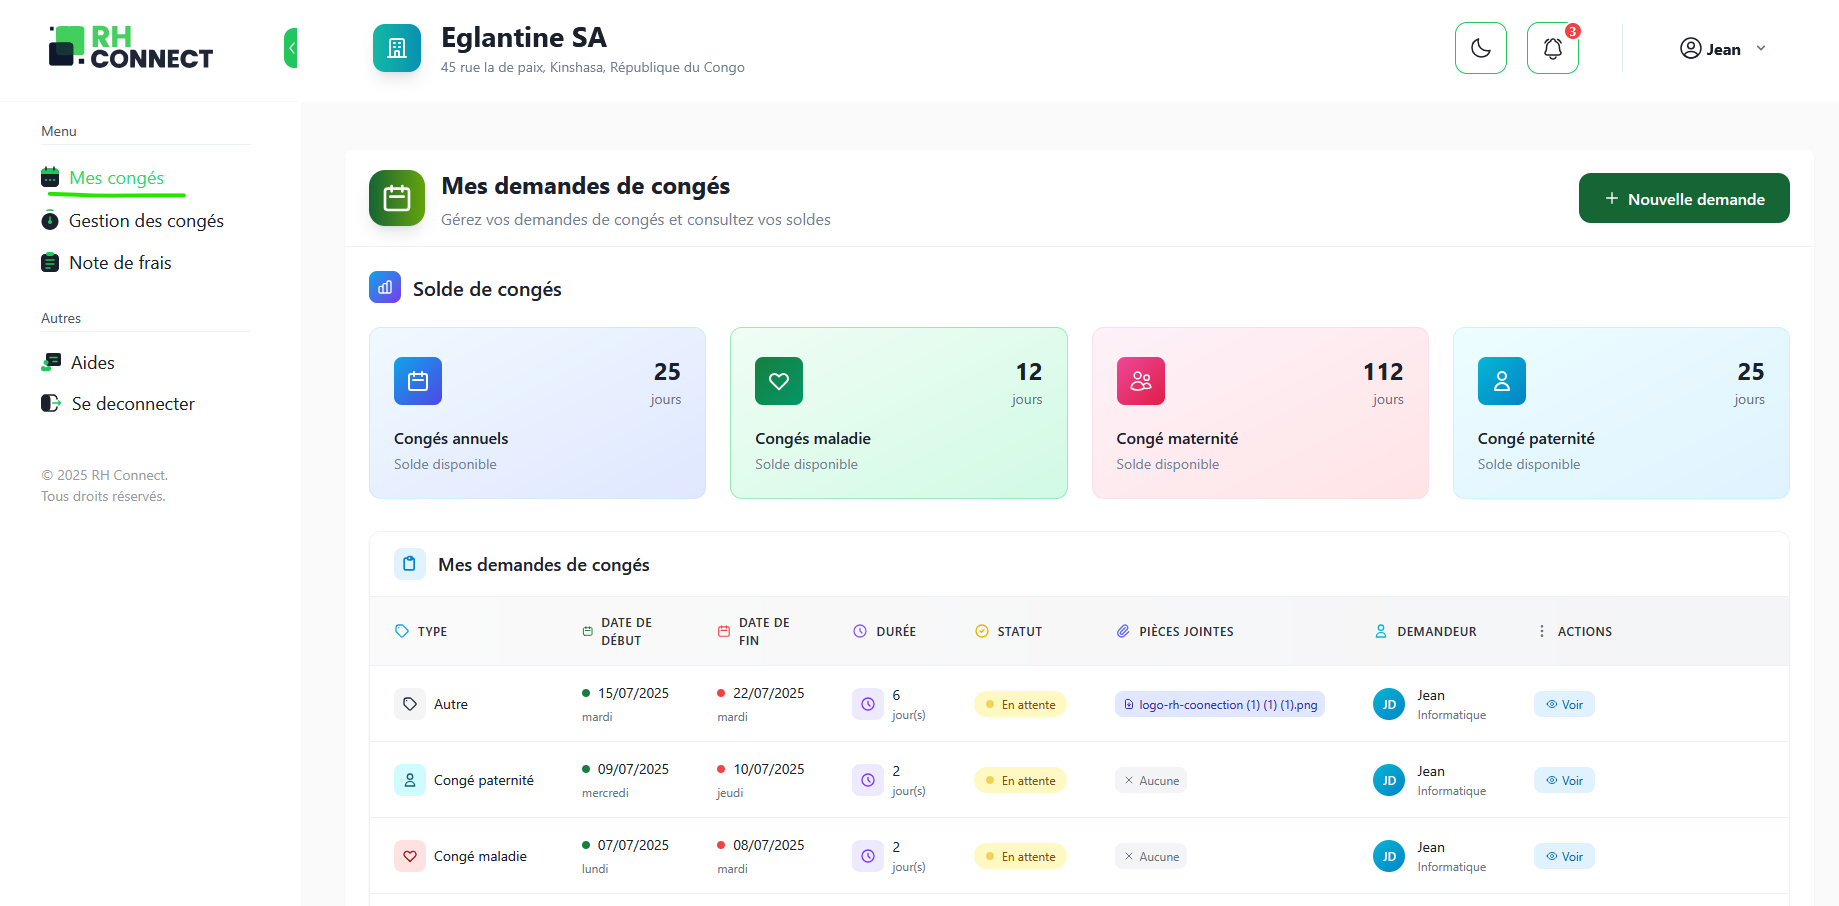 RH
CONNECT
Eglantine SA
45 rue la de paix, Kinshasa, République du Congo
3
Jean
Menu
Mes congés
Gestion des congés
Note de frais
Autres
Aides
Se deconnecter
© 2025 RH Connect.
Tous droits réservés.
Mes demandes de congés
Gérez vos demandes de congés et consultez vos soldes
Nouvelle demande
Solde de congés
25
jours
Congés annuels
Solde disponible
12
jours
Congés maladie
Solde disponible
112
jours
Congé maternité
Solde disponible
25
jours
Congé paternité
Solde disponible
Mes demandes de congés
TYPE
DATE DE
DÉBUT
DATE DE
FIN
DURÉE
STATUT
PIÈCES JOINTES
DEMANDEUR
ACTIONS
Autre
15/07/2025
mardi
22/07/2025
mardi
6
jour(s)
En attente
logo-rh-coonection (1) (1) (1).png
JD
Jean
Informatique
Voir
Congé paternité
09/07/2025
mercredi
10/07/2025
jeudi
2
jour(s)
En attente
Aucune
JD
Jean
Informatique
Voir
Congé maladie
07/07/2025
lundi
08/07/2025
mardi
2
jour(s)
En attente
Aucune
JD
Jean
Informatique
Voir